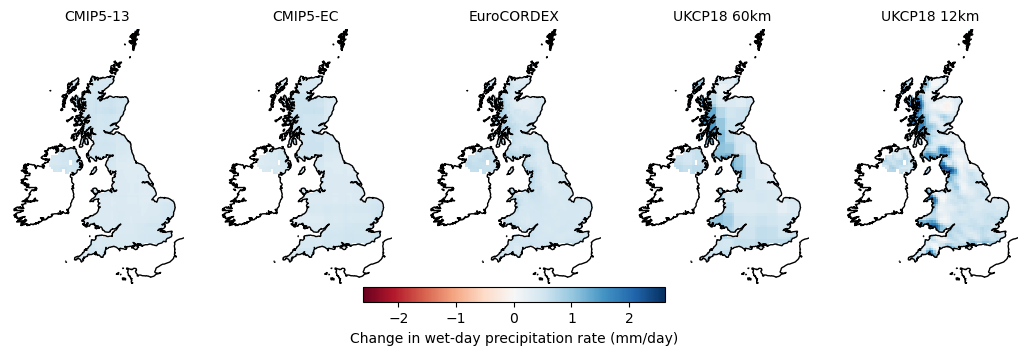 CMIP5-13 CMIP5-EC EuroCORDEX UKCP18 60km UKCP18 12km
−2 −1 0 1 2
Change in wet-day precipitation rate (mm/day)